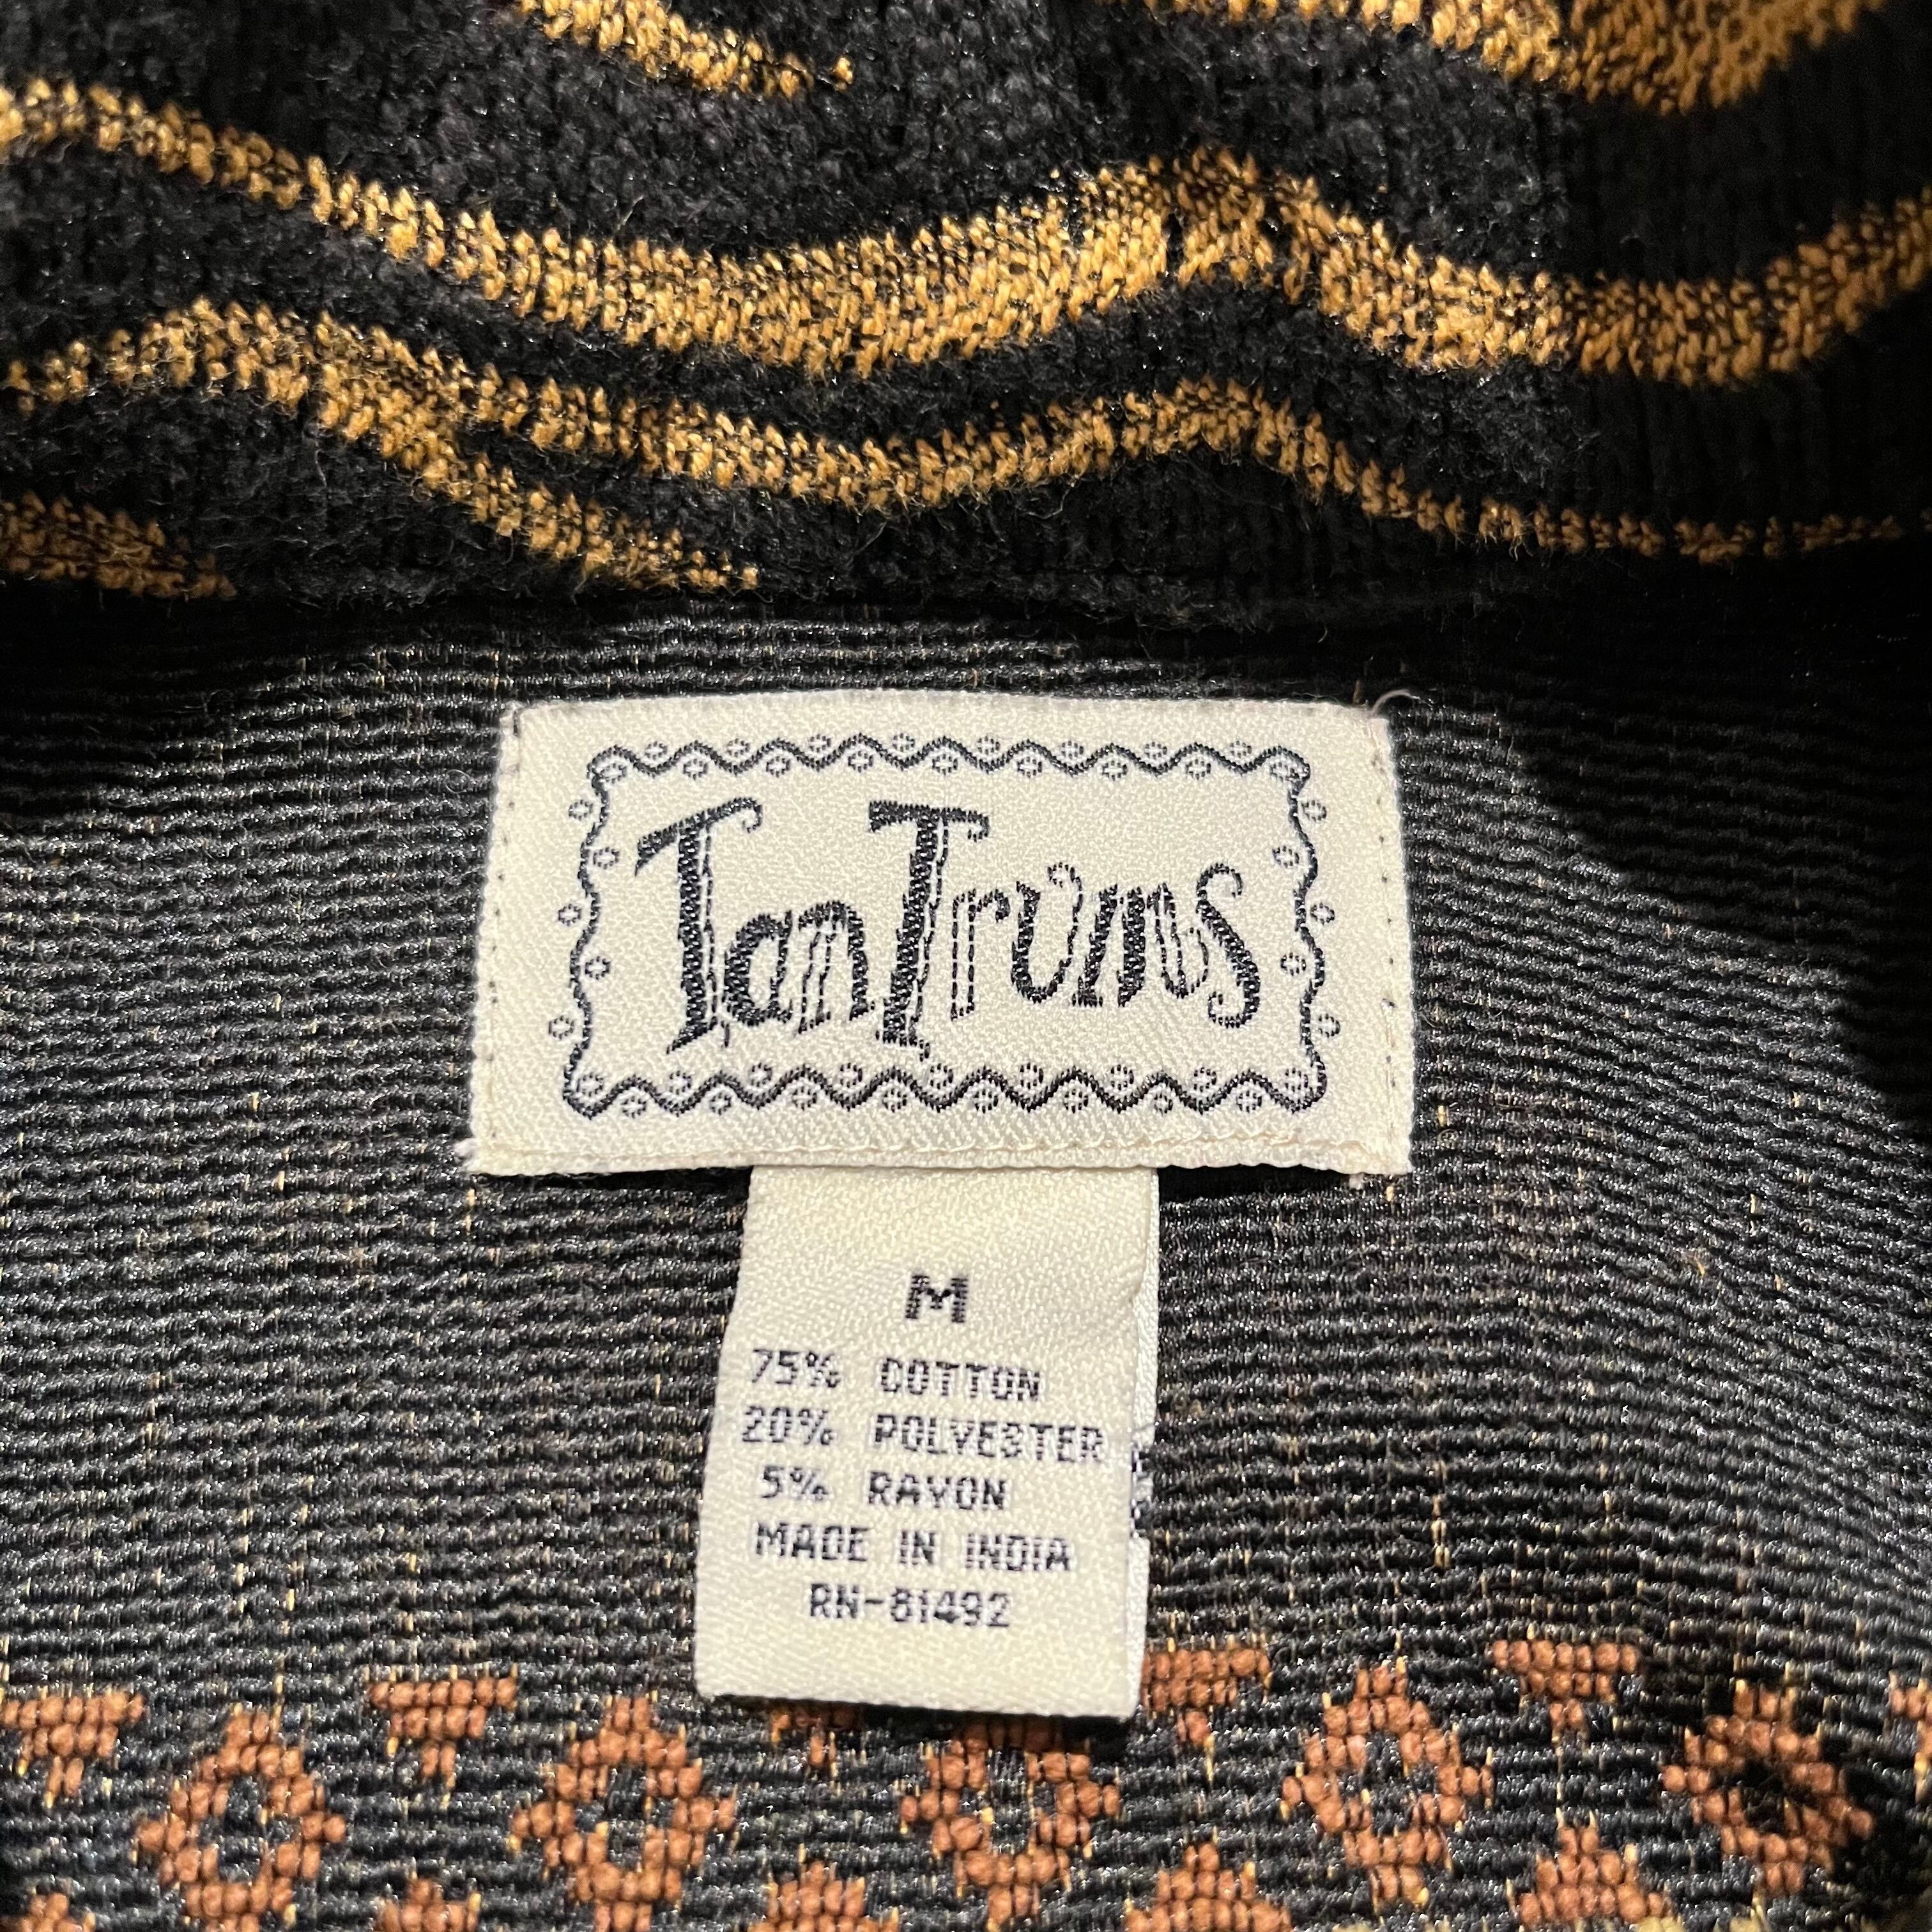 TanTrums
M
75% COTTON
20% POLYESTER
5% RAYON
MADE IN INDIA
RN-81492